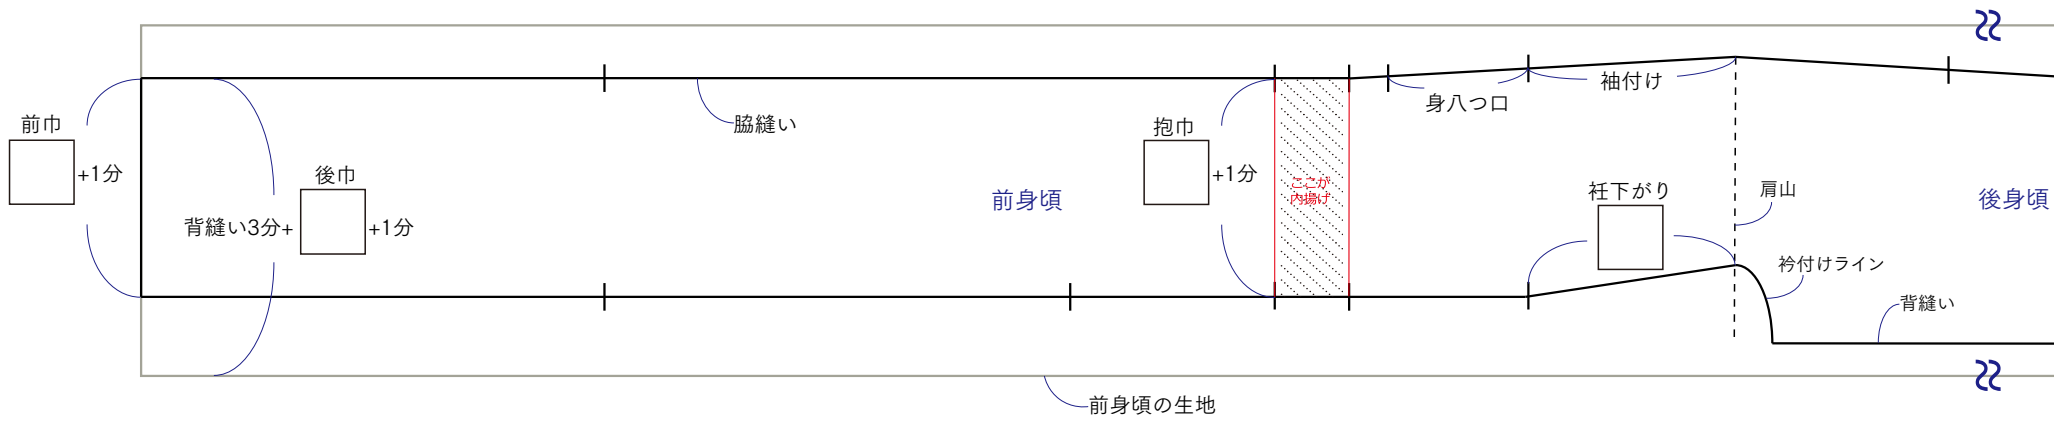 前巾
+1分
後巾
背縫い3分+
+1分
脇縫い
前身頃
抱巾
+1分
ここが
内揚げ
身八つ口
袖付け
衽下がり
肩山
後身頃
衿付けライン
背縫い
前身頃の生地